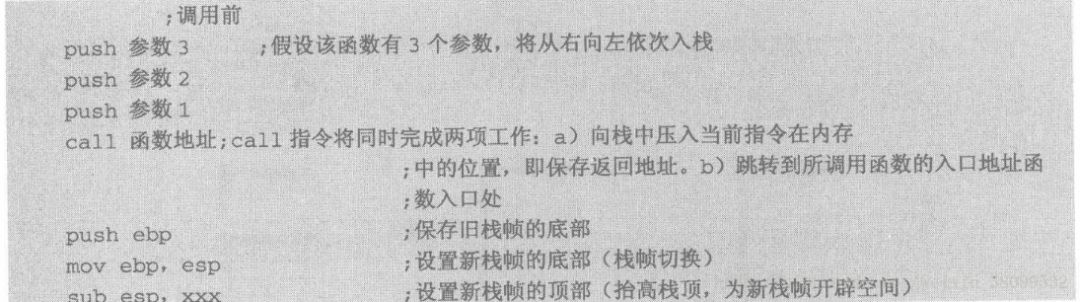 ;调用前
push 参数3 ;假设该函数有3个参数，将从右向左依次入栈
push 参数2
push 参数1
call 函数地址;call 指令将同时完成两项工作：a）向栈中压入当前指令在内存
;中的位置，即保存返回地址。b）跳转到所调用函数的入口地址函
;数入口处
push ebp ;保存旧栈帧的底部
mov ebp，esp ;设置新栈帧的底部（栈帧切换）
sub esp，xxx ;设置新栈帧的顶部（抬高栈顶，为新栈帧开辟空间）